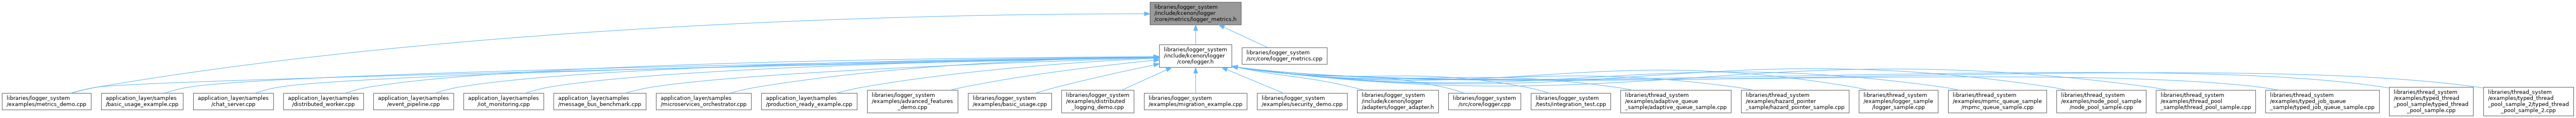 libraries/logger_system
/include/kcenon/logger
/core/metrics/logger_metrics.h
libraries/logger_system
/include/kcenon/logger
/core/logger.h
libraries/logger_system
/src/core/logger_metrics.cpp
libraries/logger_system
/examples/metrics_demo.cpp
application_layer/samples
/basic_usage_example.cpp
application_layer/samples
/chat_server.cpp
application_layer/samples
/distributed_worker.cpp
application_layer/samples
/event_pipeline.cpp
application_layer/samples
/iot_monitoring.cpp
application_layer/samples
/message_bus_benchmark.cpp
application_layer/samples
/microservices_orchestrator.cpp
application_layer/samples
/production_ready_example.cpp
libraries/logger_system
/examples/advanced_features
_demo.cpp
libraries/logger_system
/examples/basic_usage.cpp
libraries/logger_system
/examples/distributed
_logging_demo.cpp
libraries/logger_system
/examples/migration_example.cpp
libraries/logger_system
/examples/security_demo.cpp
libraries/logger_system
/include/kcenon/logger
/adapters/logger_adapter.h
libraries/logger_system
/src/core/logger.cpp
libraries/logger_system
/tests/integration_test.cpp
libraries/thread_system
/examples/adaptive_queue
_sample/adaptive_queue_sample.cpp
libraries/thread_system
/examples/hazard_pointer
_sample/hazard_pointer_sample.cpp
libraries/thread_system
/examples/logger_sample
/logger_sample.cpp
libraries/thread_system
/examples/mpmc_queue_sample
/mpmc_queue_sample.cpp
libraries/thread_system
/examples/node_pool_sample
/node_pool_sample.cpp
libraries/thread_system
/examples/thread_pool
_sample/thread_pool_sample.cpp
libraries/thread_system
/examples/typed_job_queue
_sample/typed_job_queue_sample.cpp
libraries/thread_system
/examples/typed_thread
_pool_sample/typed_thread
_pool_sample.cpp
libraries/thread_system
/examples/typed_thread
_pool_sample_2/typed_thread
_pool_sample_2.cpp